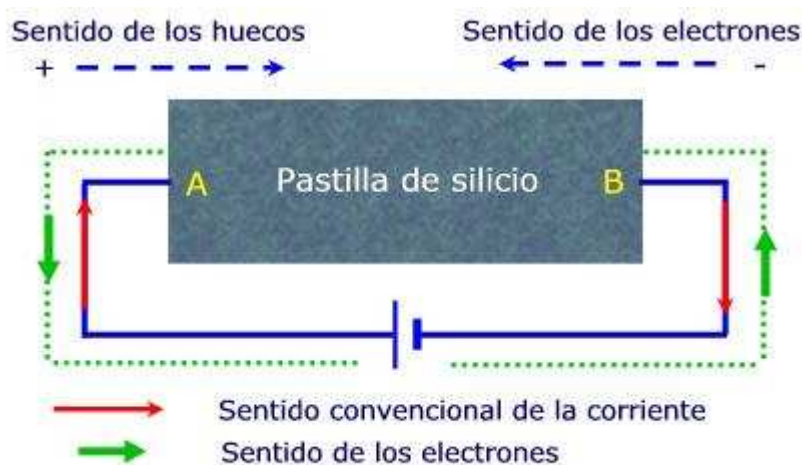 Sentido de los huecos
Sentido de los electrones
+
-
A
Pastilla de silicio
B
Sentido convencional de la corriente
Sentido de los electrones